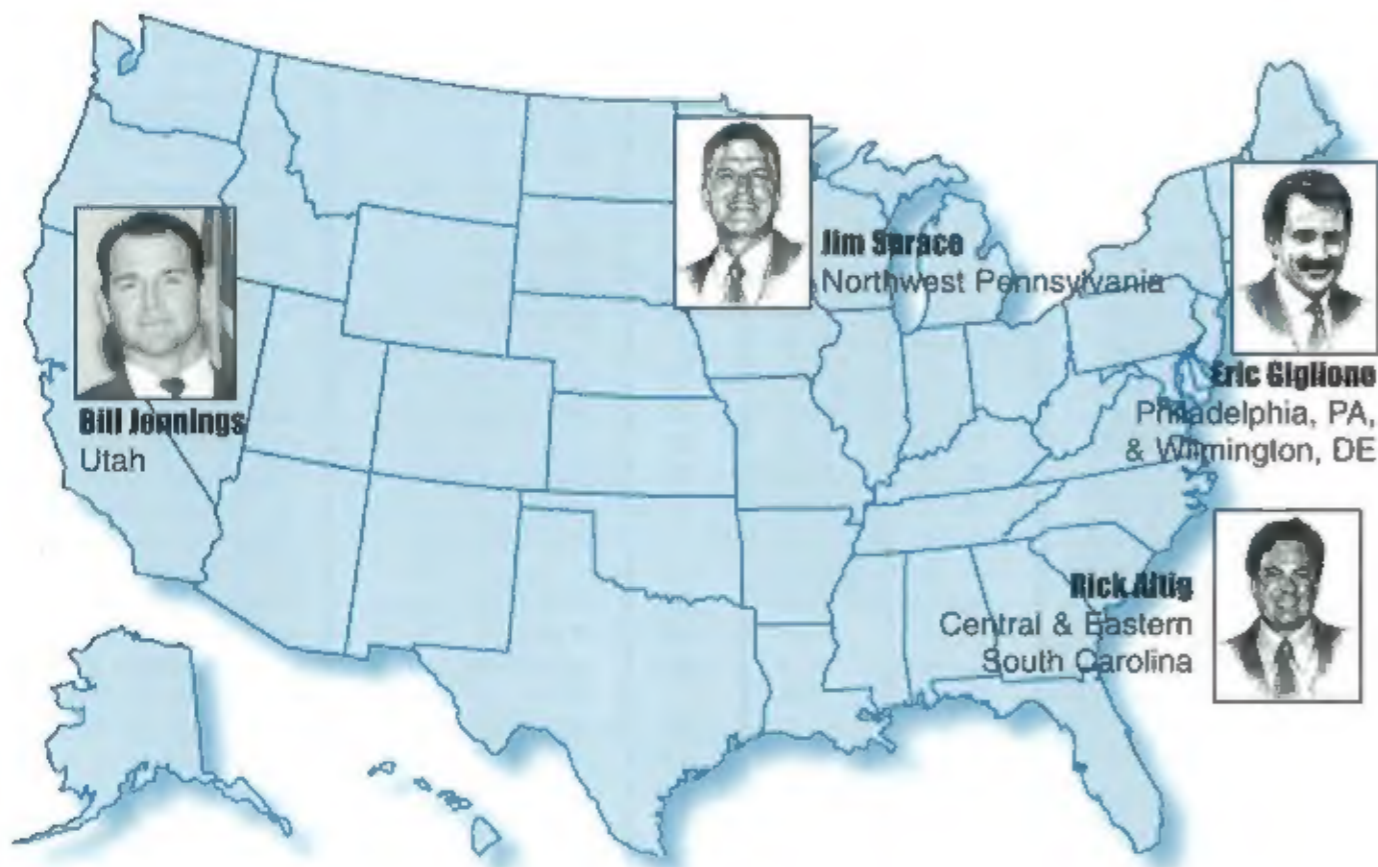 Jim Surace
Northwest Pennsylvania
Bill Jennings
Utah
Eric Giglione
Philadelphia, PA,
& Wilmington, DE
Rick Altig
Central & Eastern
South Carolina